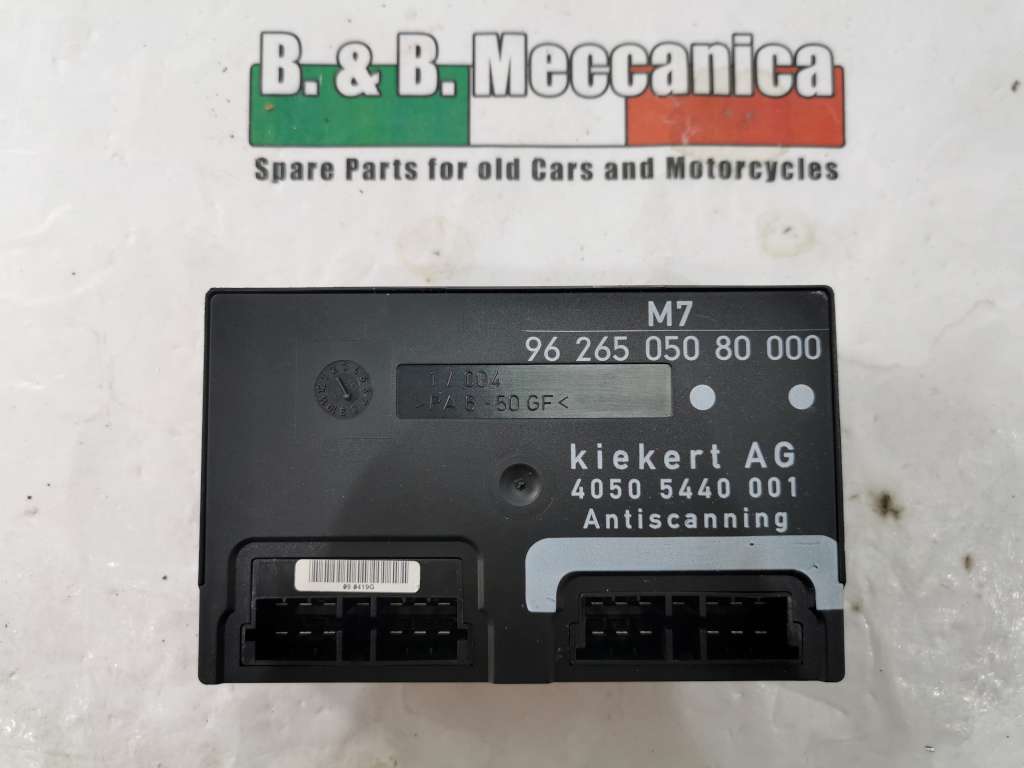 B. & B. Meccanica
Spare Parts for old Cars and Motorcycles
M7
96 265 050 80 000
>PA 6-50 GF<
kiekert AG
4050 5440 001
Antiscanning